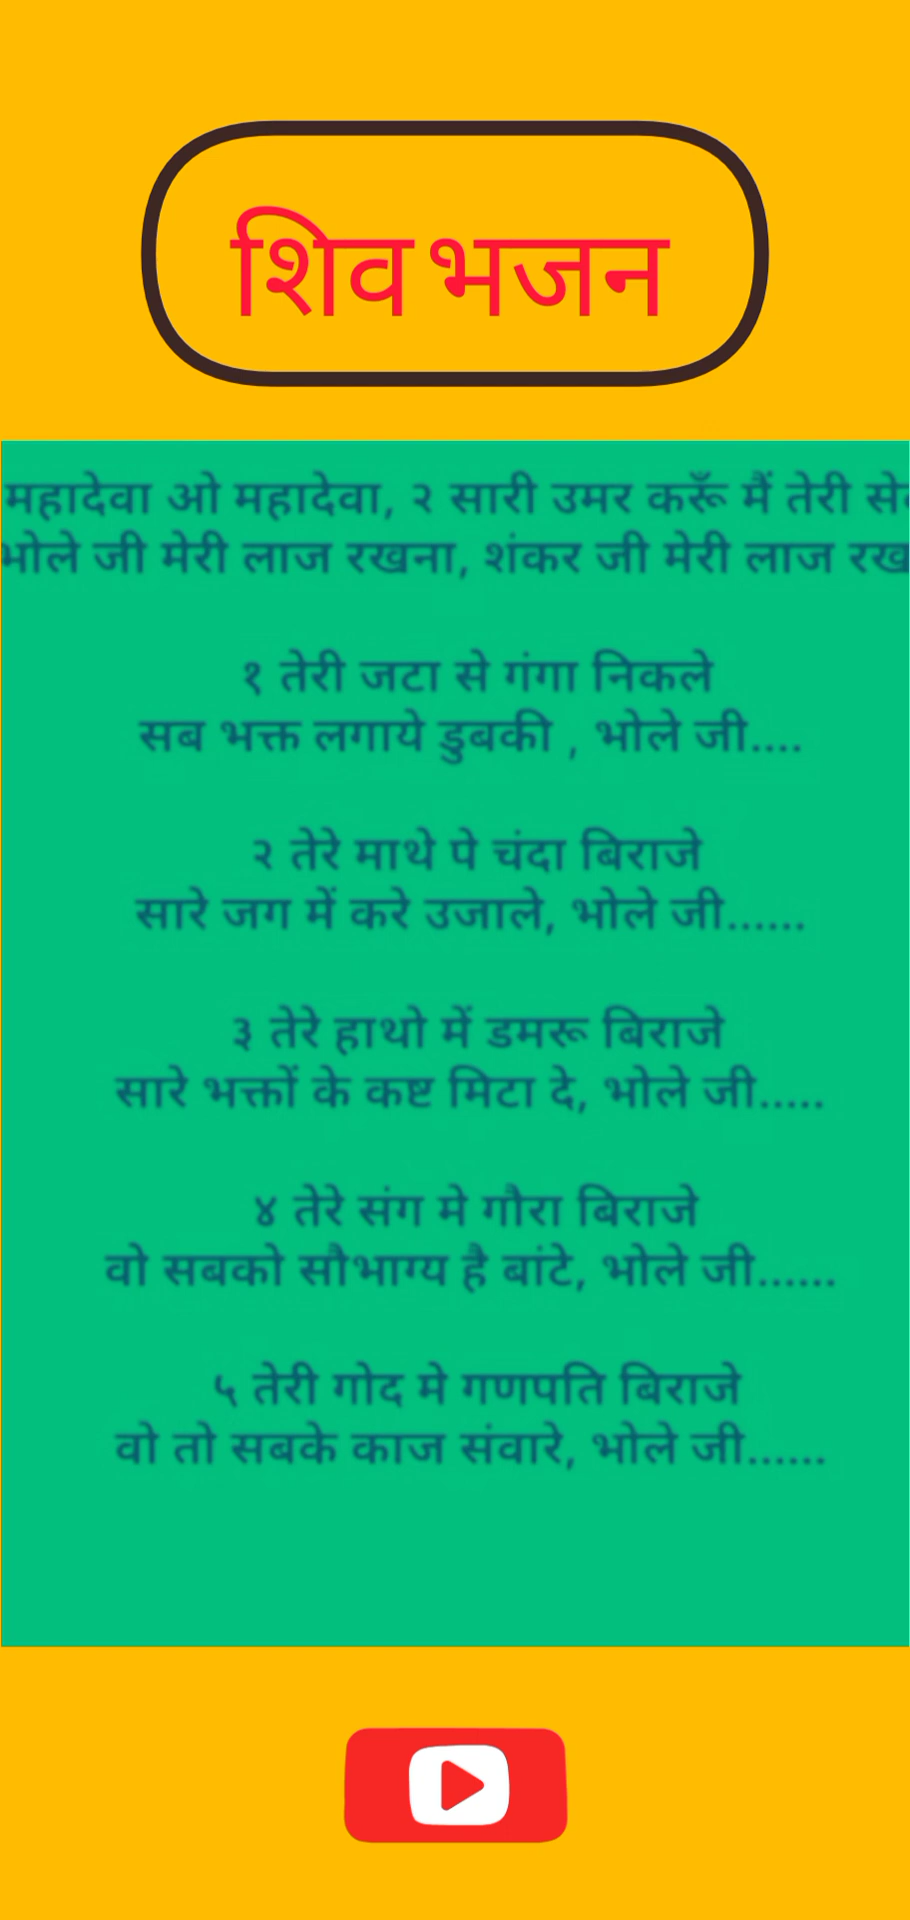 शिव भजन
महादेवा ओ महादेवा, २ सारी उमर करूँ मैं तेरी
भोले जी मेरी लाज रखना, शंकर जी मेरी लाज
१ तेरी जटा से गंगा निकले
सब भक्त लगाये डुबकी , भोले जी....
२ तेरे माथे पे चंदा बिराजे
सारे जग में करे उजाले, भोले जी......
३ तेरे हाथो में डमरू बिराजे
सारे भक्तों के कष्ट मिटा दे, भोले जी.....
४ तेरे संग मे गौरा बिराजे
वो सबको सौभाग्य है बांटे, भोले जी......
५ तेरी गोद मे गणपति बिराजे
वो तो सबके काज संवारे, भोले जी......